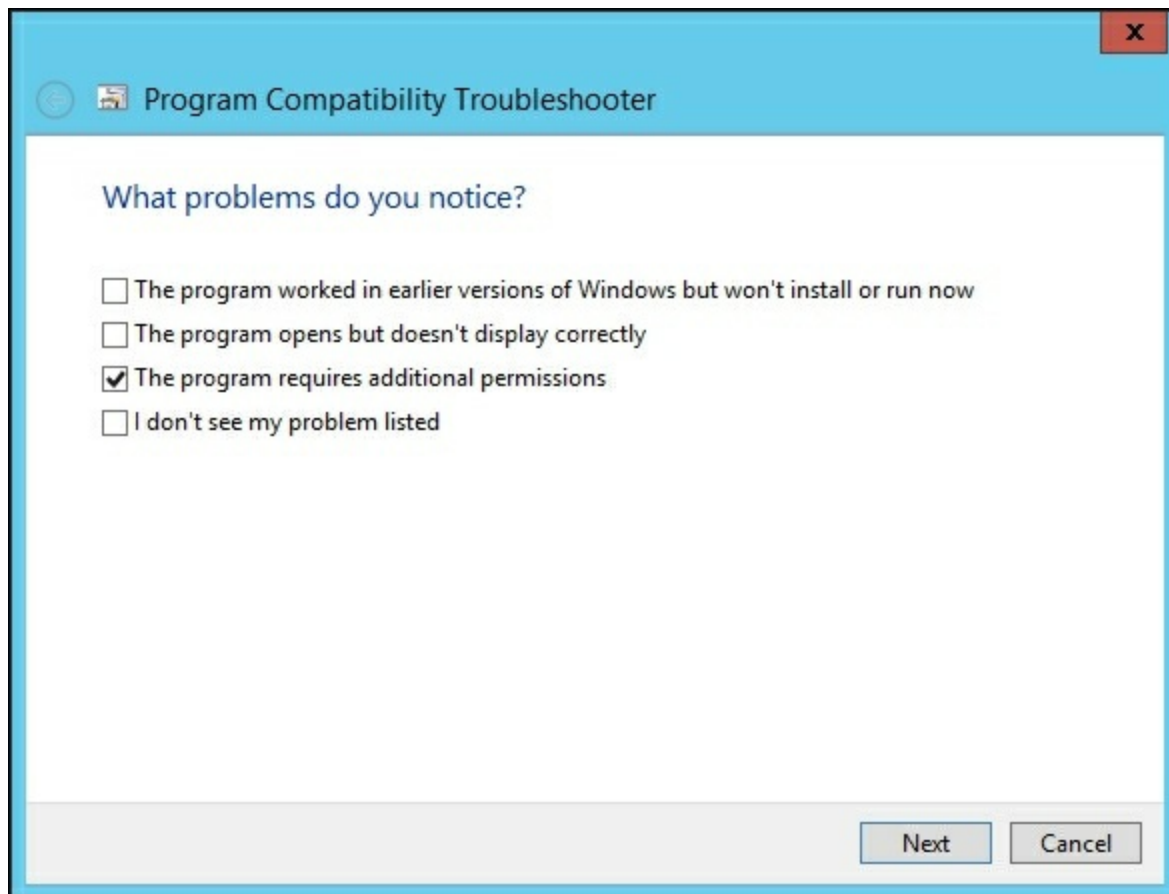 Program Compatibility Troubleshooter
What problems do you notice?
The program worked in earlier versions of Windows but won't install or run now
The program opens but doesn't display correctly
The program requires additional permissions
I don't see my problem listed
Next
Cancel